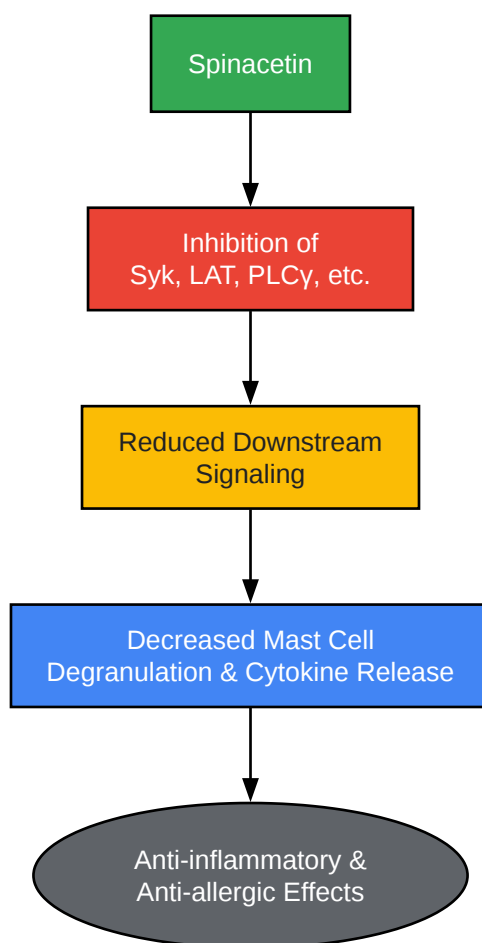 Spinacetin
Inhibition of
Syk, LAT, PLCγ, etc.
Reduced Downstream
Signaling
Decreased Mast Cell
Degranulation & Cytokine Release
Anti-inflammatory &
Anti-allergic Effects